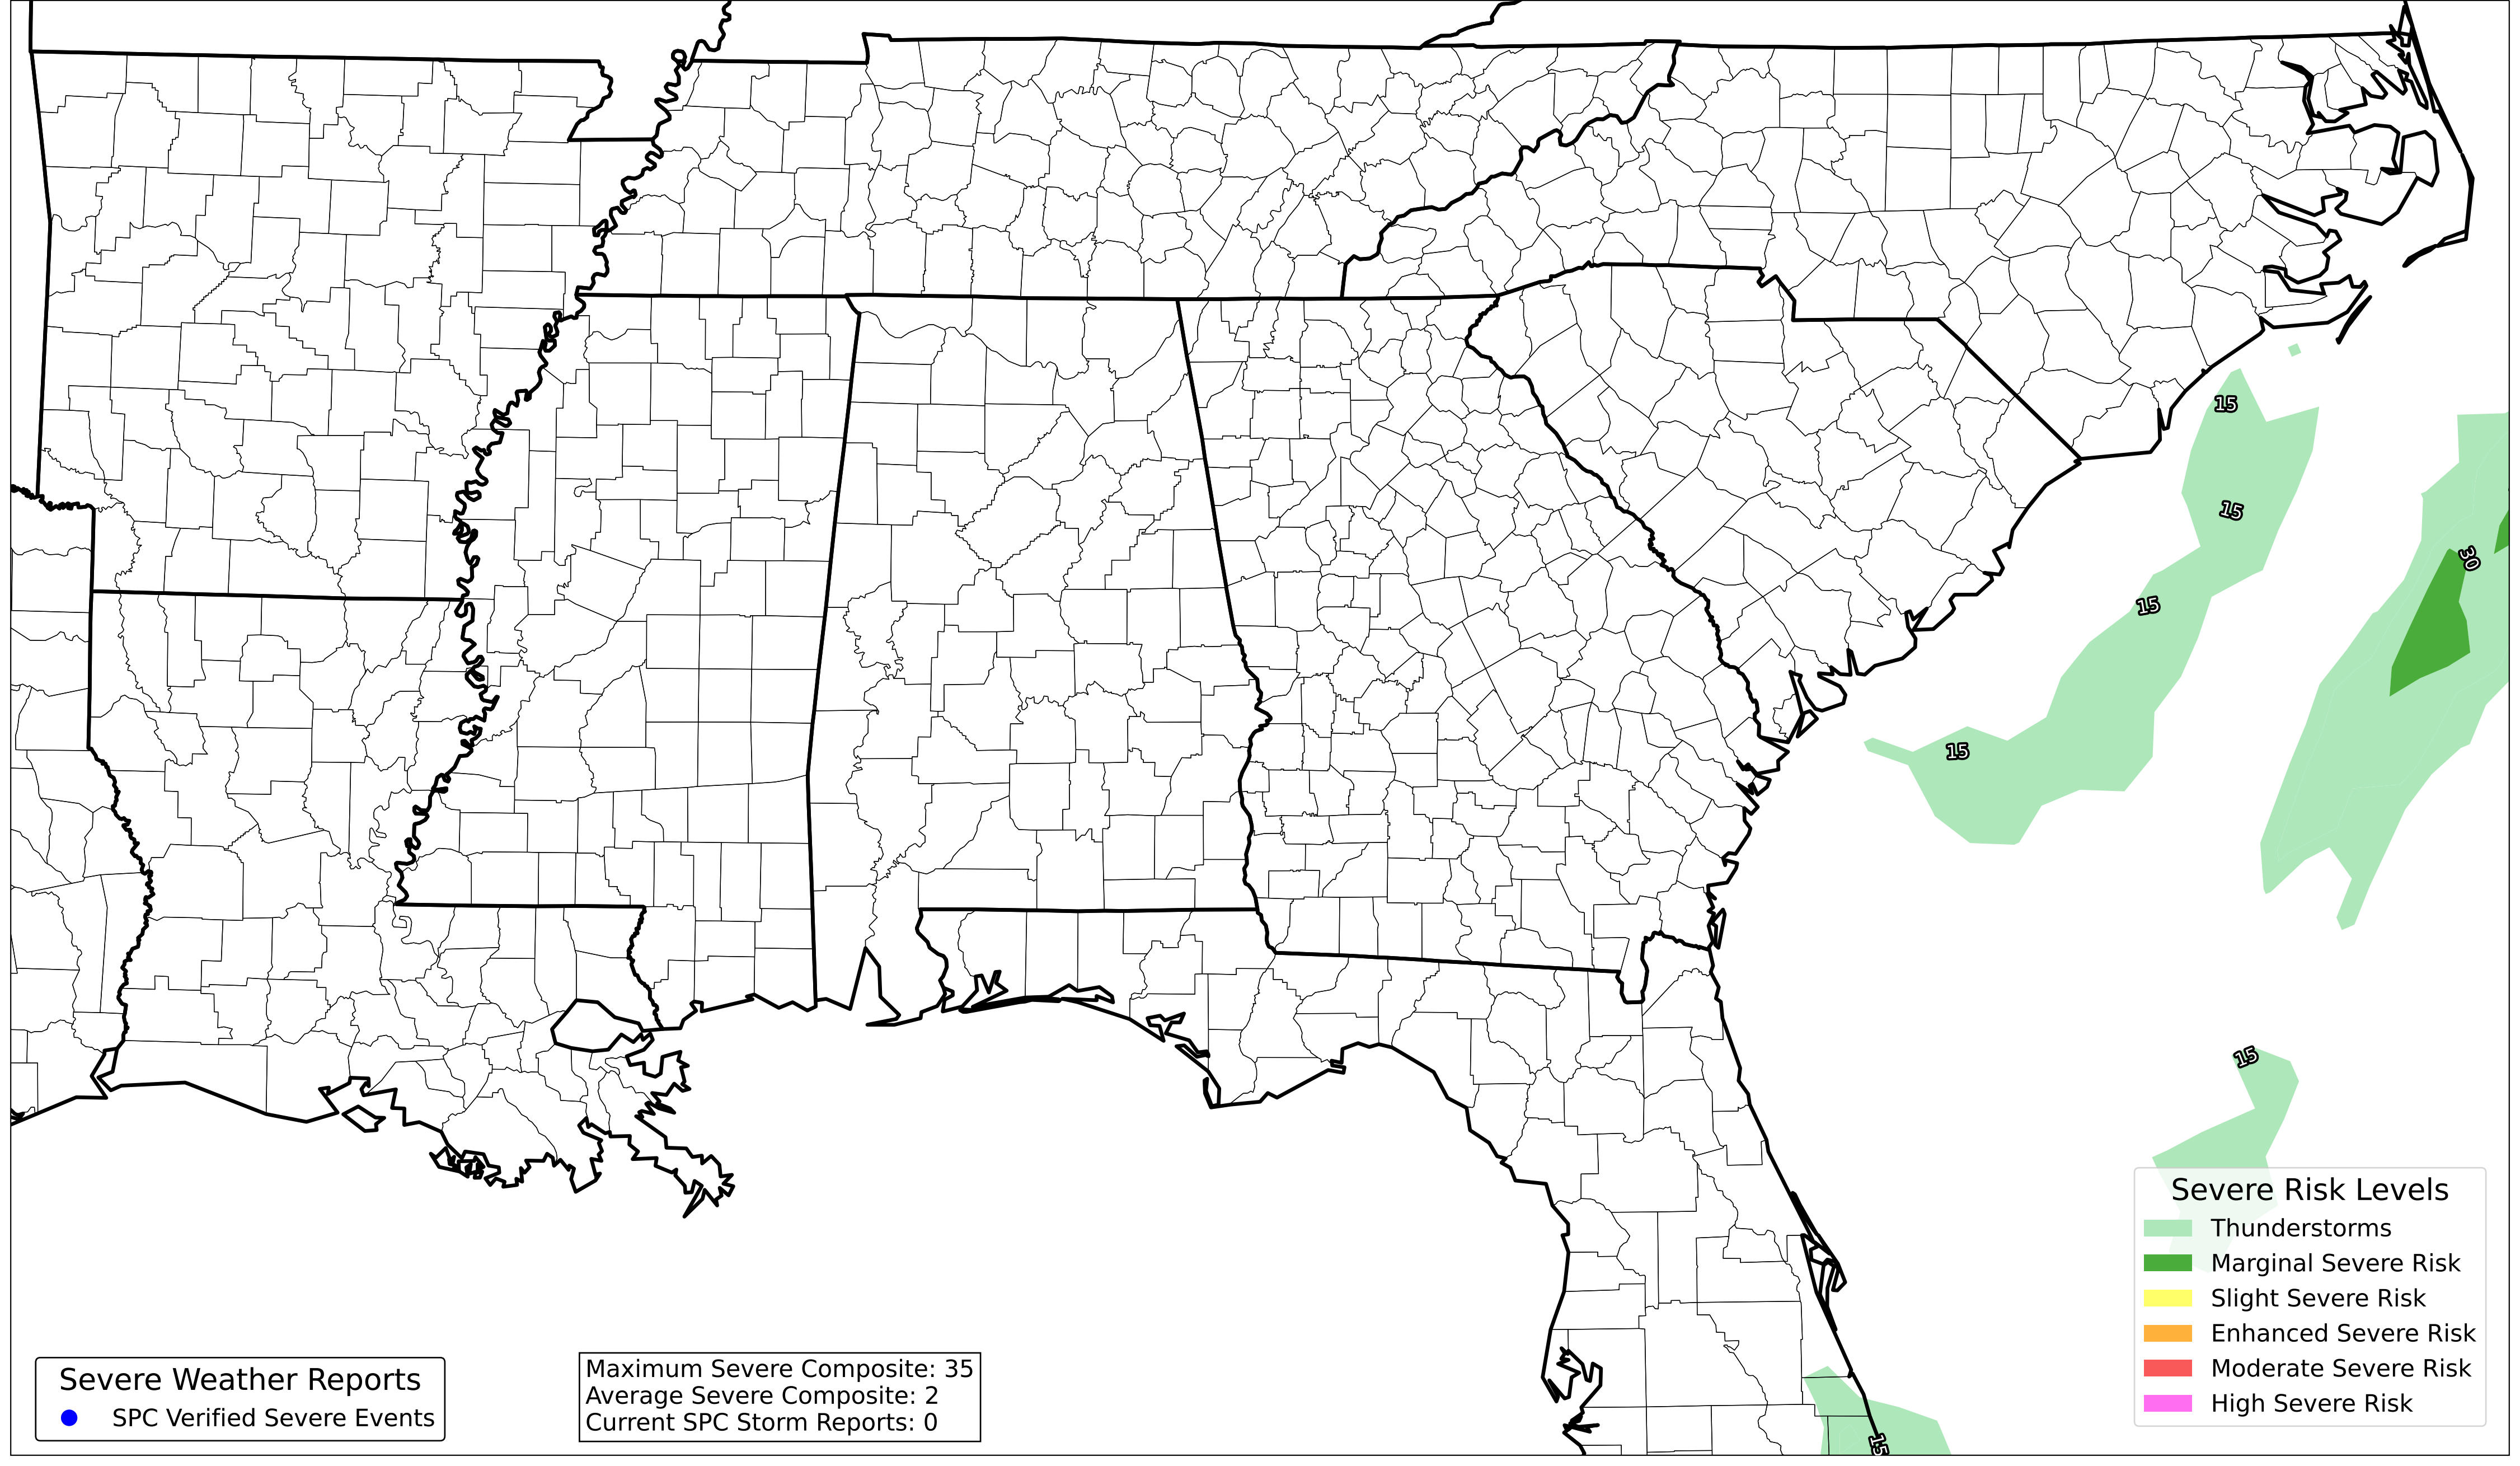 15
15
30
15
15
15
Severe Risk Levels
Thunderstorms
Marginal Severe Risk
Slight Severe Risk
Enhanced Severe Risk
Moderate Severe Risk
High Severe Risk
Severe Weather Reports
SPC Verified Severe Events
Maximum Severe Composite: 35
Average Severe Composite: 2
Current SPC Storm Reports: 0
15